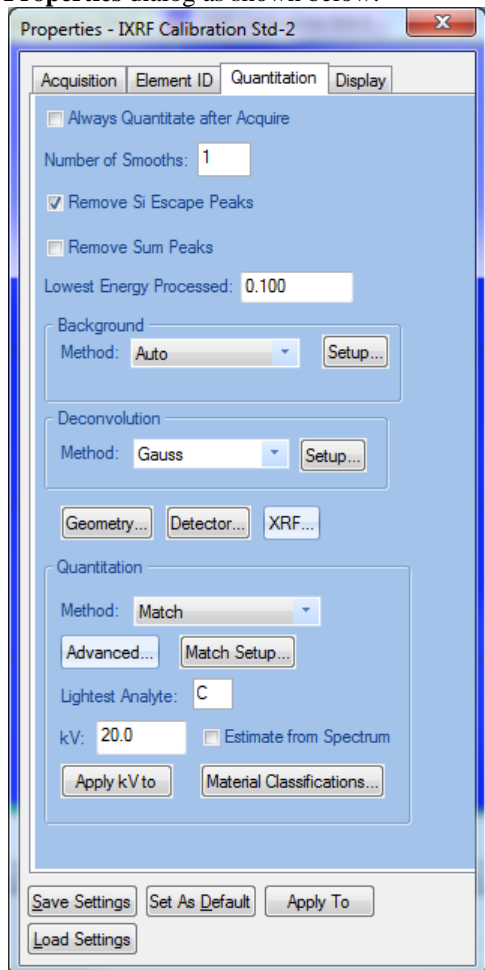 Properties dialog as shown below.
Properties - IXRF Calibration Std-2
Acquisition Element ID Quantitation Display
Always Quantitate after Acquire
Number of Smooths: 1
Remove Si Escape Peaks
Remove Sum Peaks
Lowest Energy Processed: 0.100
Background
Method: Auto Setup...
Deconvolution
Method: Gauss Setup...
Geometry... Detector... XRF...
Quantitation
Method: Match
Advanced... Match Setup...
Lightest Analyte: C
kV: 20.0 Estimate from Spectrum
Apply kV to Material Classifications...
Save Settings Set As Default Apply To
Load Settings